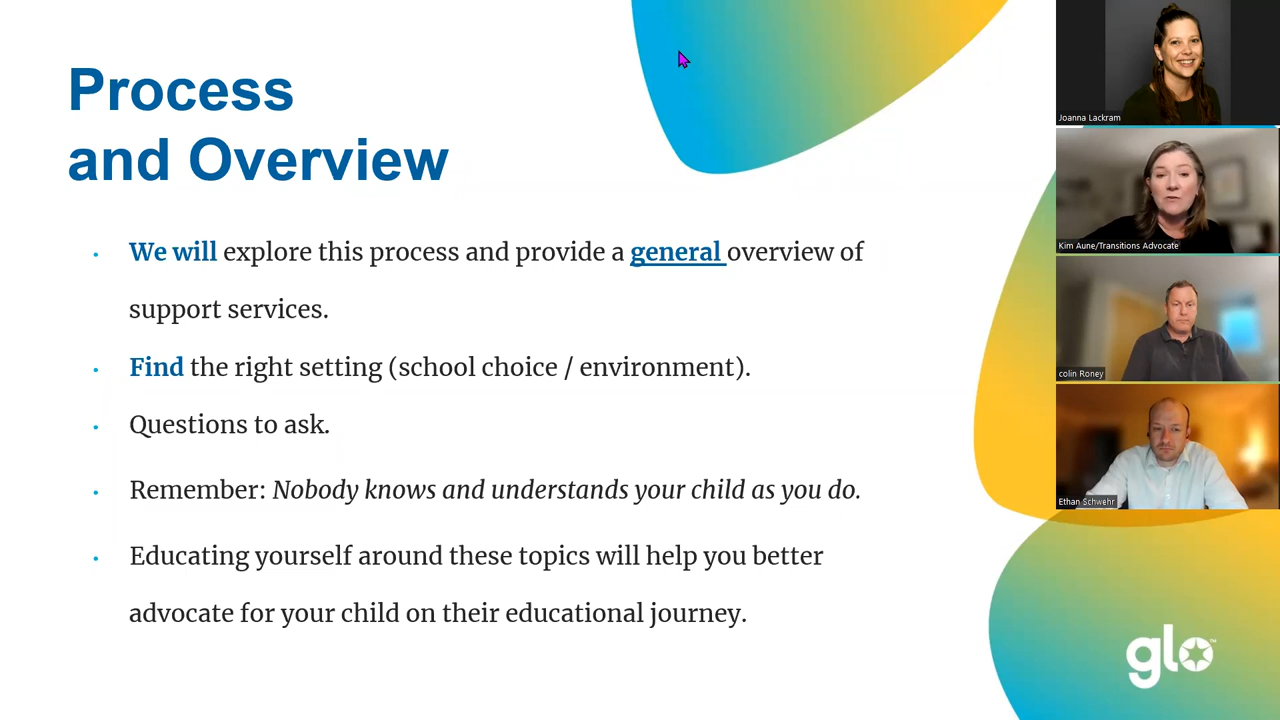 Process
and Overview
We will explore this process and provide a general overview of
support services.
Find the right setting (school choice / environment).
Questions to ask.
Remember: Nobody knows and understands your child as you do.
Educating yourself around these topics will help you better
advocate for your child on their educational journey.
Joanna Lackram
Kim Aune/Transitions Advocate
colin Roney
Ethan Schwehr
glo™